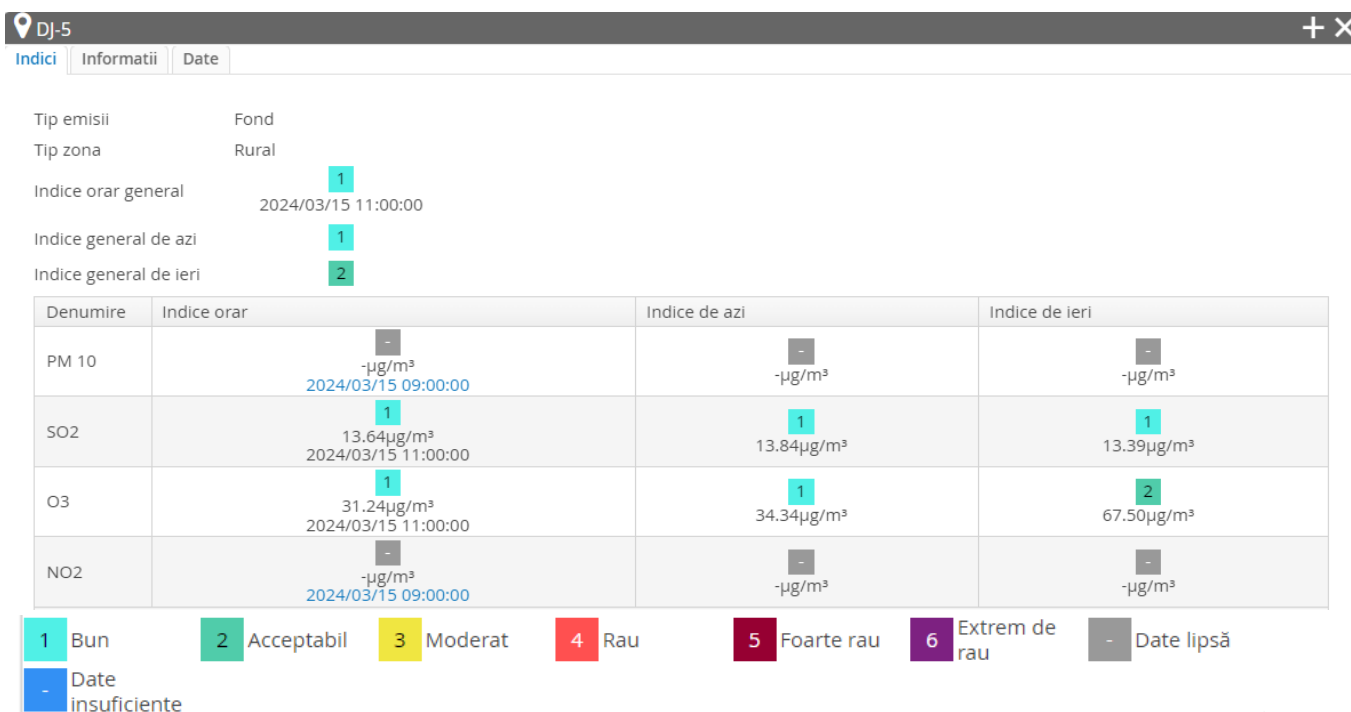 DJ-5
Indici Informatii Date
Tip emisii Fond
Tip zona Rural
Indice orar general 1
2024/03/15 11:00:00
Indice general de azi 1
Indice general de ieri 2
Denumire Indice orar Indice de azi Indice de ieri
PM 10 - - -
-µg/m³ -µg/m³ -µg/m³
2024/03/15 09:00:00
SO2 1 1 1
13.64µg/m³ 13.84µg/m³ 13.39µg/m³
2024/03/15 11:00:00
O3 1 1 2
31.24µg/m³ 34.34µg/m³ 67.50µg/m³
2024/03/15 11:00:00
NO2 - - -
-µg/m³ -µg/m³ -µg/m³
2024/03/15 09:00:00
1 Bun 2 Acceptabil 3 Moderat 4 Rau 5 Foarte rau 6 Extrem de rau - Date lipsă
- Date insuficiente